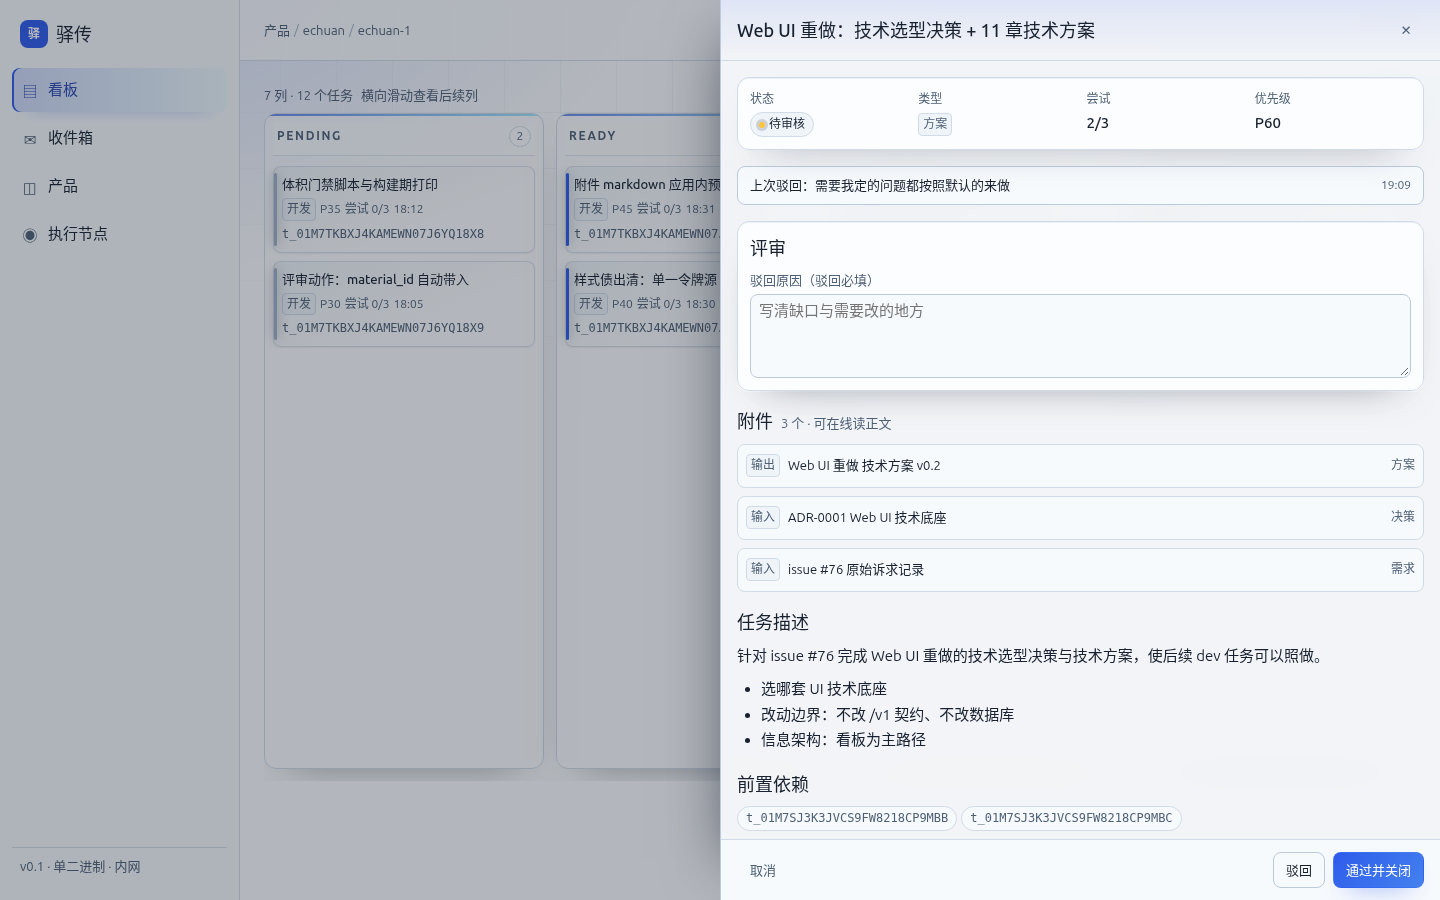 驿 驿传
看板
收件箱
产品
执行节点
v0.1 · 单二进制 · 内网
产品 / echuan / echuan-1
7 列 · 12 个任务 横向滑动查看后续列
PENDING 2
体积门禁脚本与构建期打印
开发 P35 尝试 0/3 18:12
t_01M7TKBXJ4KAMEWN07J6YQ18X8
评审动作：material_id 自动带入
开发 P30 尝试 0/3 18:05
t_01M7TKBXJ4KAMEWN07J6YQ18X9
READY
附件 markdown 应用内预
开发 P45 尝试 0/3 18:31
t_01M7TKBXJ4KAMEWN07.
样式债出清：单一令牌源
开发 P40 尝试 0/3 18:30
t_01M7TKBXJ4KAMEWN07.
Web UI 重做：技术选型决策 + 11 章技术方案 ×
状态 类型 尝试 优先级
待审核 方案 2/3 P60
上次驳回：需要我定的问题都按照默认的来做 19:09
评审
驳回原因（驳回必填）
写清缺口与需要改的地方
附件 3 个 · 可在线读正文
输出 Web UI 重做 技术方案 v0.2 方案
输入 ADR-0001 Web UI 技术底座 决策
输入 issue #76 原始诉求记录 需求
任务描述
针对 issue #76 完成 Web UI 重做的技术选型决策与技术方案，使后续 dev 任务可以照做。
• 选哪套 UI 技术底座
• 改动边界：不改 /v1 契约、不改数据库
• 信息架构：看板为主路径
前置依赖
t_01M7SJ3K3JVCS9FW8218CP9MBB t_01M7SJ3K3JVCS9FW8218CP9MBC
取消 驳回 通过并关闭